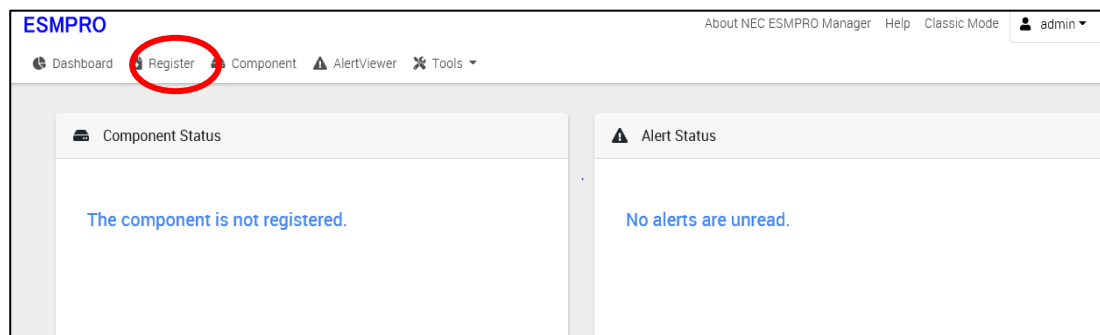 ESMPRO
About NEC ESMPRO Manager Help Classic Mode admin
Dashboard Register Component AlertViewer Tools
Component Status
Alert Status
The component is not registered.
No alerts are unread.